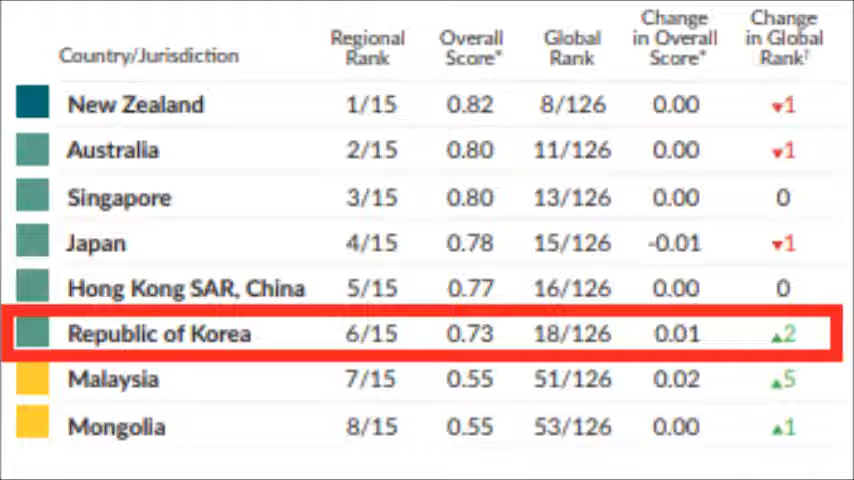 Country/Jurisdiction Regional Rank Overall Score* Global Rank Change in Overall Score* Change in Global Rank†
New Zealand 1/15 0.82 8/126 0.00 ▼1
Australia 2/15 0.80 11/126 0.00 ▼1
Singapore 3/15 0.80 13/126 0.00 0
Japan 4/15 0.78 15/126 -0.01 ▼1
Hong Kong SAR, China 5/15 0.77 16/126 0.00 0
Republic of Korea 6/15 0.73 18/126 0.01 ▲2
Malaysia 7/15 0.55 51/126 0.02 ▲5
Mongolia 8/15 0.55 53/126 0.00 ▲1